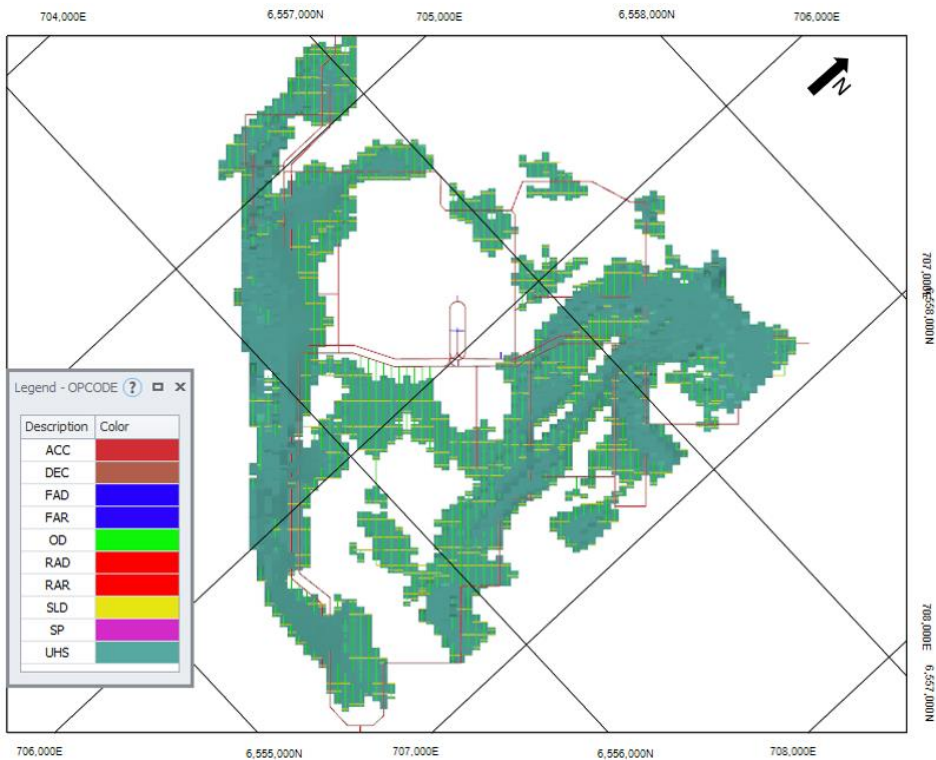 704,000E 6,557,000N 705,000E 6,558,000N 706,000E
N
707,000E
6,558,000N
Legend - OPCODE ?
Description Color
ACC
DEC
FAD
FAR
OD
RAD
RAR
SLD
SP
UHS
708,000E
6,557,000N
706,000E 6,555,000N 707,000E 6,556,000N 708,000E